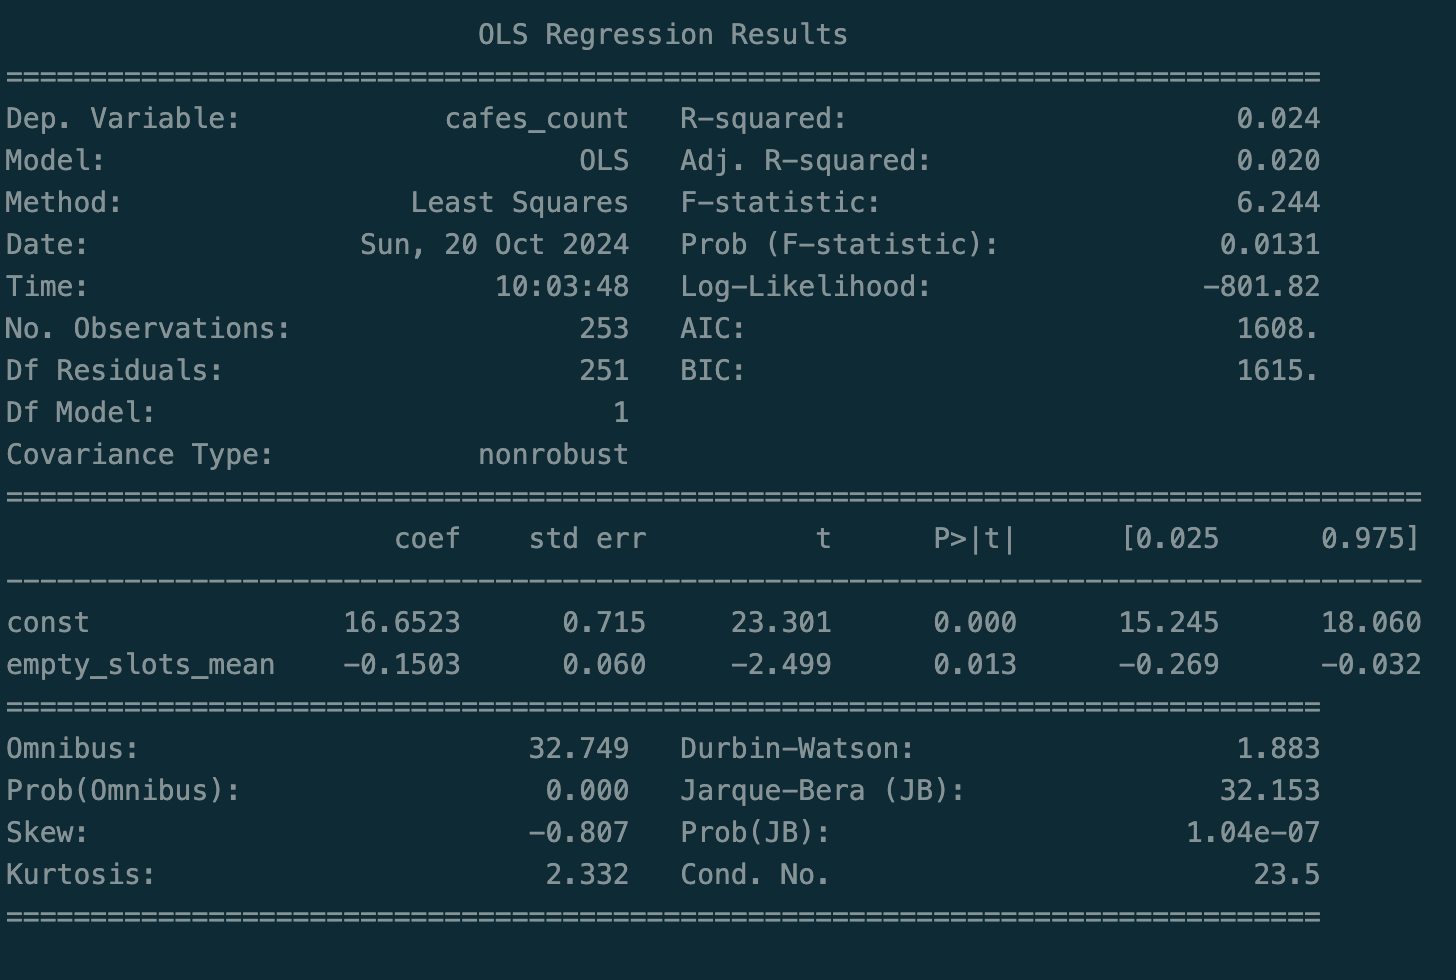 OLS Regression Results
==============================================================================
Dep. Variable:            cafes_count   R-squared:                       0.024
Model:                            OLS   Adj. R-squared:                  0.020
Method:                 Least Squares   F-statistic:                     6.244
Date:                Sun, 20 Oct 2024   Prob (F-statistic):             0.0131
Time:                        10:03:48   Log-Likelihood:                -801.82
No. Observations:                 253   AIC:                             1608.
Df Residuals:                     251   BIC:                             1615.
Df Model:                           1
Covariance Type:            nonrobust
====================================================================================
                       coef    std err          t      P>|t|      [0.025      0.975]
------------------------------------------------------------------------------------
const               16.6523      0.715     23.301      0.000      15.245      18.060
empty_slots_mean    -0.1503      0.060     -2.499      0.013      -0.269      -0.032
==============================================================================
Omnibus:                       32.749   Durbin-Watson:                   1.883
Prob(Omnibus):                  0.000   Jarque-Bera (JB):               32.153
Skew:                          -0.807   Prob(JB):                     1.04e-07
Kurtosis:                       2.332   Cond. No.                         23.5
==============================================================================